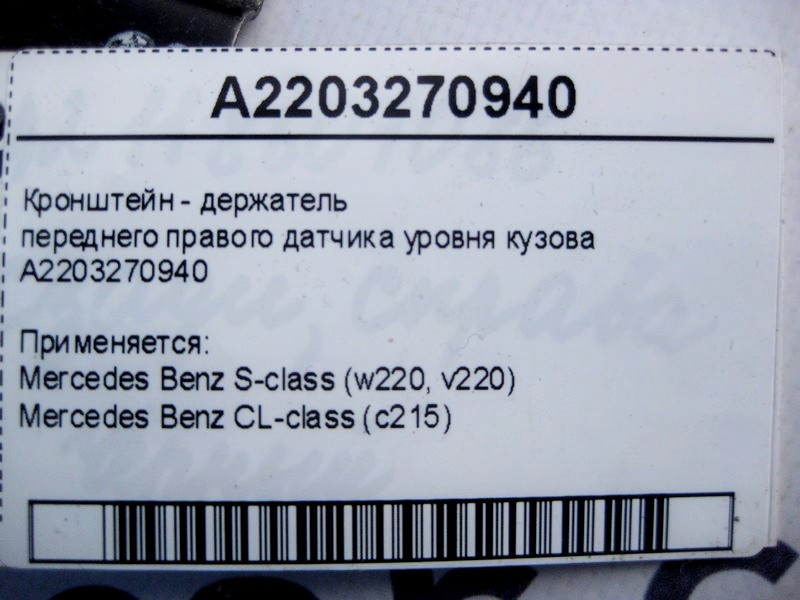 A2203270940
Кронштейн - держатель
переднего правого датчика уровня кузова
A2203270940
Применяется:
Mercedes Benz S-class (w220, v220)
Mercedes Benz CL-class (c215)